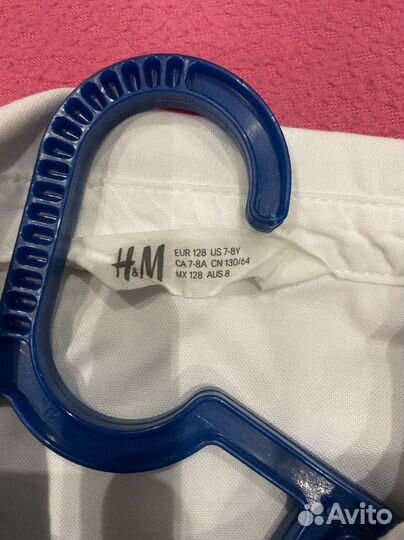 H&M
EUR 128 US 7-8Y
CA 7-8A CN 130/64
MX 128 AUS 8
Avito